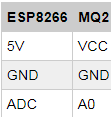 ESP8266 MQ2
5V VCC
GND GND
ADC A0